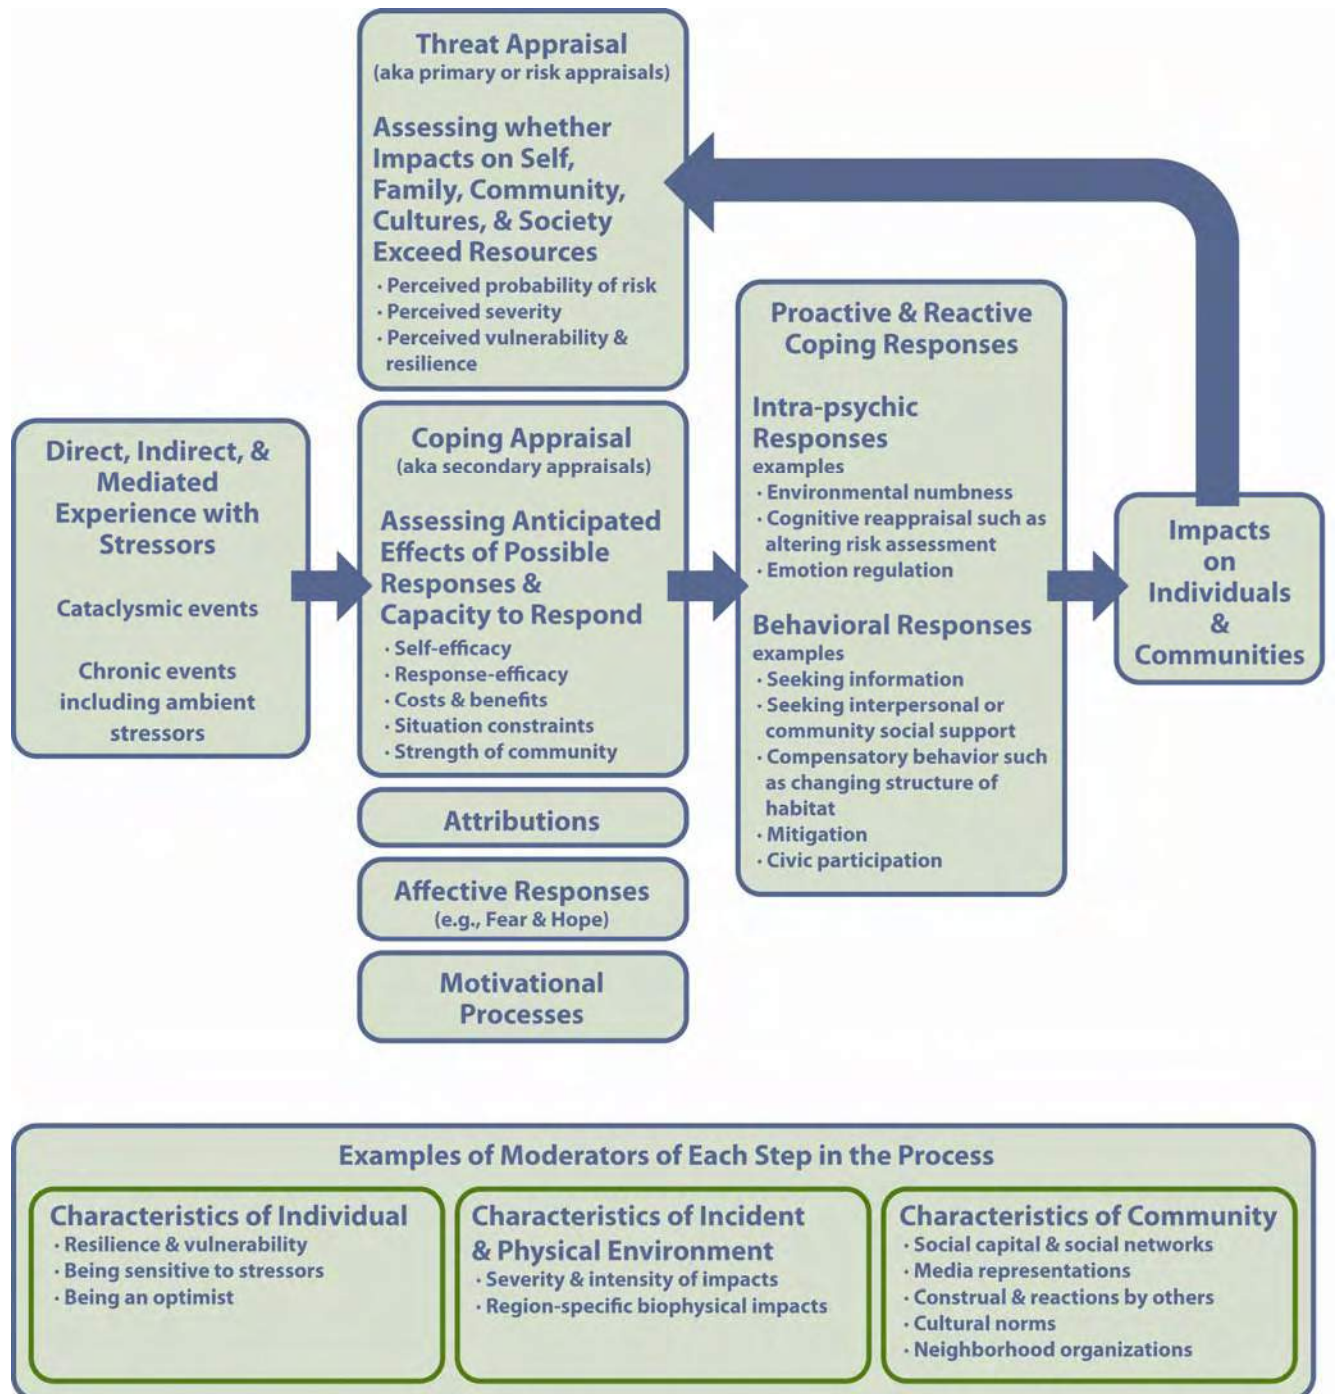 Threat Appraisal
(aka primary or risk appraisals)
Assessing whether
Impacts on Self,
Family, Community,
Cultures, & Society
Exceed Resources
· Perceived probability of risk
· Perceived severity
· Perceived vulnerability &
resilience
Direct, Indirect, &
Mediated
Experience with
Stressors
Cataclysmic events
Chronic events
including ambient
stressors
Coping Appraisal
(aka secondary appraisals)
Assessing Anticipated
Effects of Possible
Responses &
Capacity to Respond
· Self-efficacy
· Response-efficacy
· Costs & benefits
· Situation constraints
· Strength of community
Attributions
Affective Responses
(e.g., Fear & Hope)
Motivational
Processes
Proactive & Reactive
Coping Responses
Intra-psychic
Responses
examples
· Environmental numbness
· Cognitive reappraisal such as
altering risk assessment
· Emotion regulation
Behavioral Responses
examples
· Seeking information
· Seeking interpersonal or
community social support
· Compensatory behavior such
as changing structure of
habitat
· Mitigation
· Civic participation
Impacts
on
Individuals
&
Communities
Examples of Moderators of Each Step in the Process
Characteristics of Individual
· Resilience & vulnerability
· Being sensitive to stressors
· Being an optimist
Characteristics of Incident
& Physical Environment
· Severity & intensity of impacts
· Region-specific biophysical impacts
Characteristics of Community
· Social capital & social networks
· Media representations
· Construal & reactions by others
· Cultural norms
· Neighborhood organizations